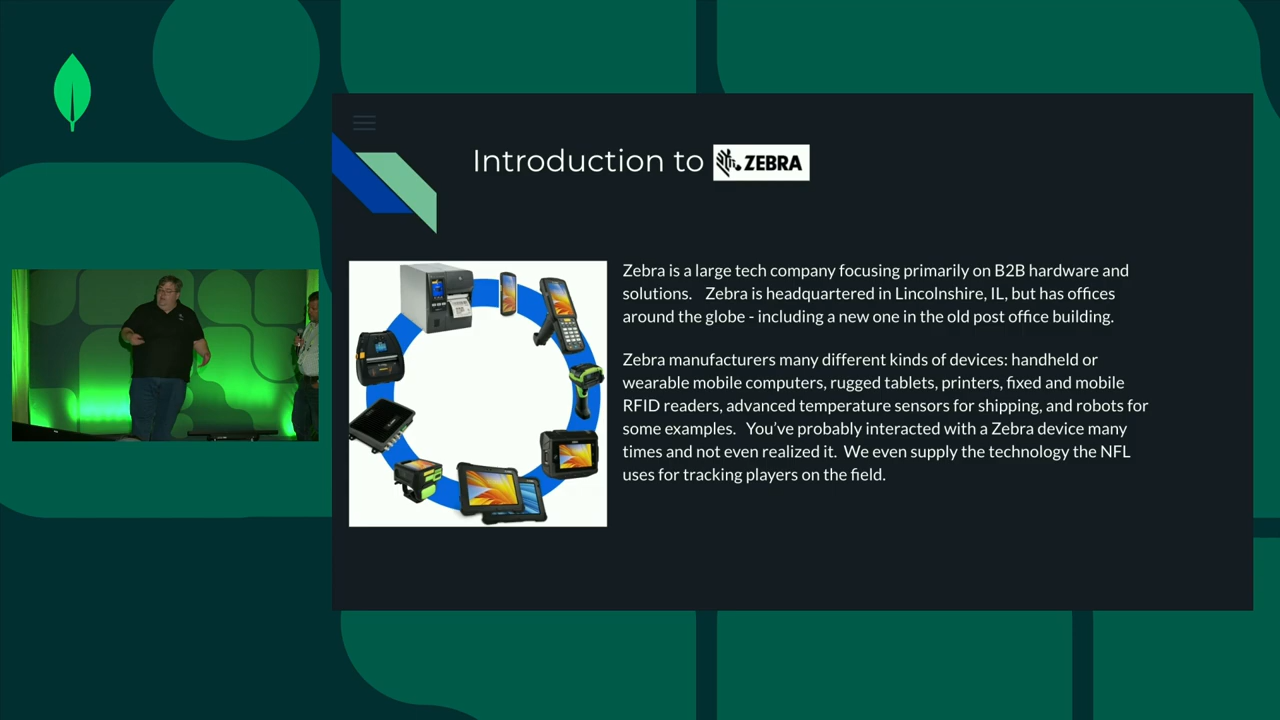 Introduction to ZEBRA
Zebra is a large tech company focusing primarily on B2B hardware and
solutions. Zebra is headquartered in Lincolnshire, IL, but has offices
around the globe - including a new one in the old post office building.
Zebra manufacturers many different kinds of devices: handheld or
wearable mobile computers, rugged tablets, printers, fixed and mobile
RFID readers, advanced temperature sensors for shipping, and robots for
some examples. You've probably interacted with a Zebra device many
times and not even realized it. We even supply the technology the NFL
uses for tracking players on the field.